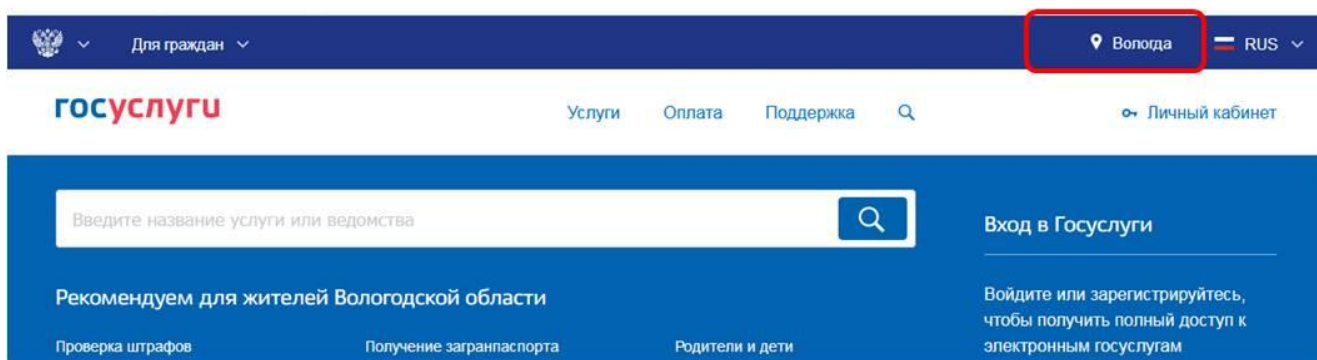 Для граждан Вологда RUS
госуслуги Услуги Оплата Поддержка Личный кабинет
Введите название услуги или ведомства
Вход в Госуслуги
Рекомендуем для жителей Вологодской области
Войдите или зарегистрируйтесь,
чтобы получить полный доступ к
электронным госуслугам
Проверка штрафов Получение загранпаспорта Родители и дети